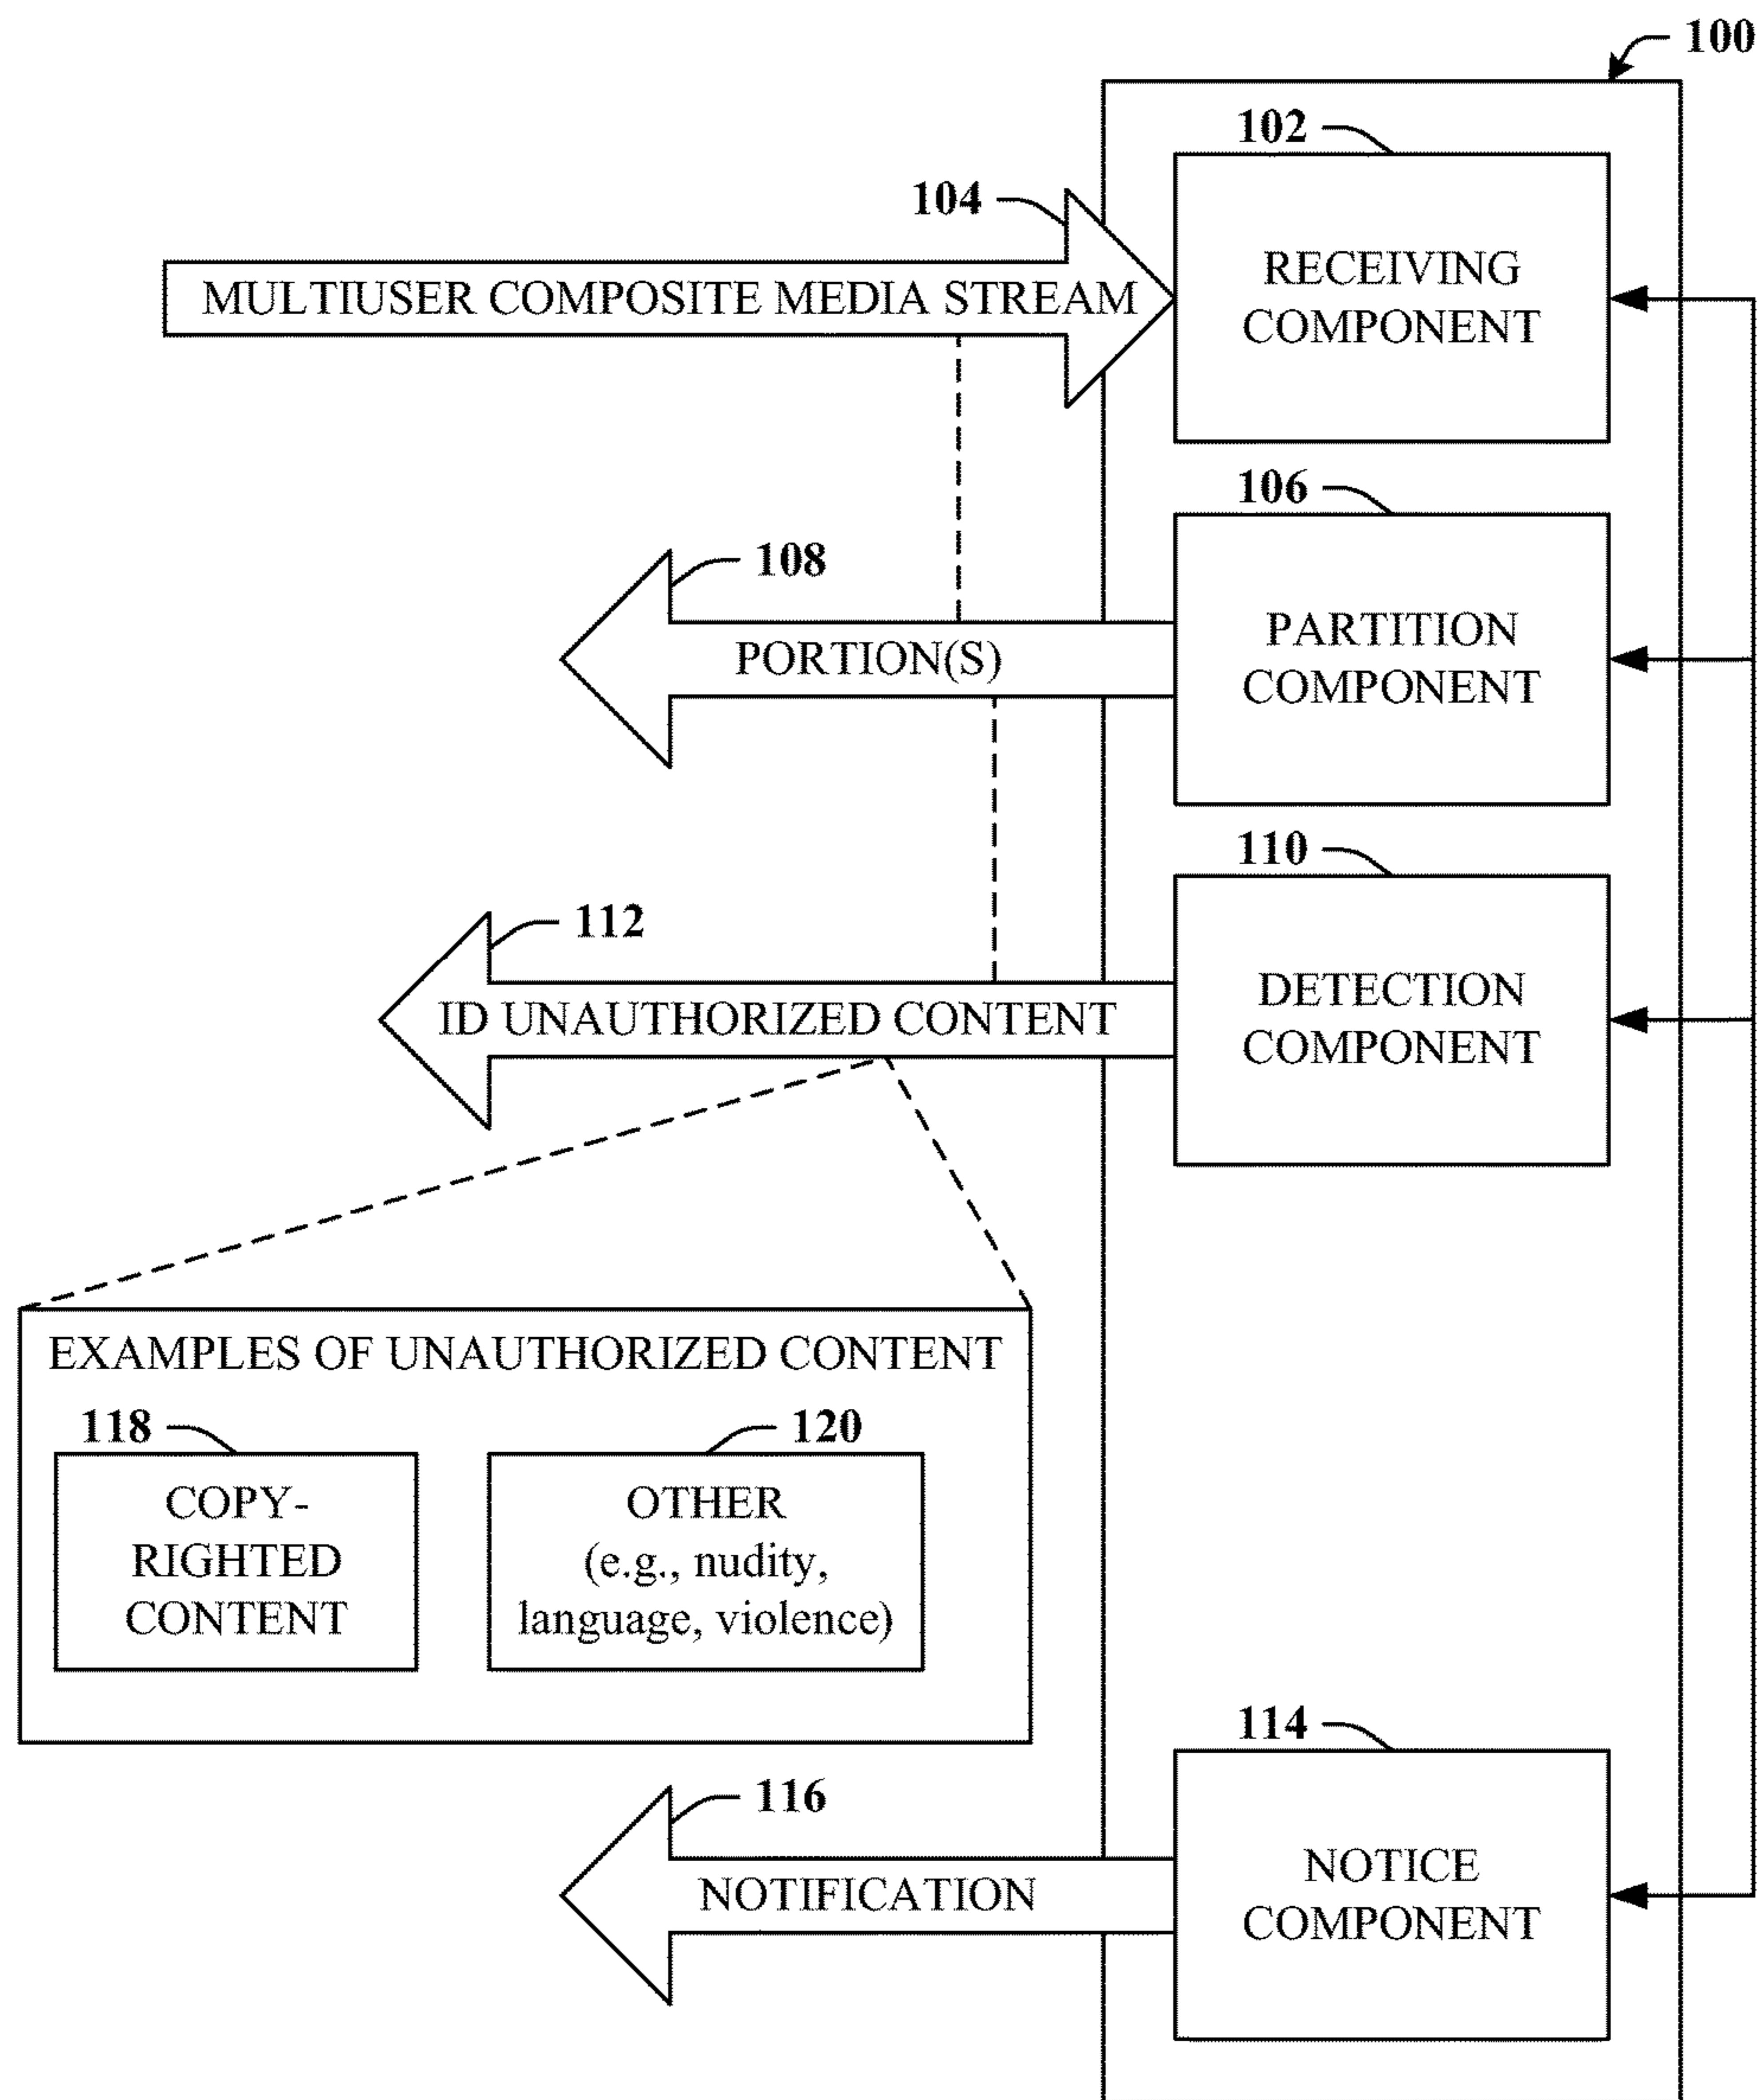 100
102
104
MULTIUSER COMPOSITE MEDIA STREAM
RECEIVING
COMPONENT
106
108
PORTION(S)
PARTITION
COMPONENT
110
112
ID UNAUTHORIZED CONTENT
DETECTION
COMPONENT
EXAMPLES OF UNAUTHORIZED CONTENT
118
COPY-
RIGHTED
CONTENT
120
OTHER
(e.g., nudity,
language, violence)
114
116
NOTIFICATION
NOTICE
COMPONENT